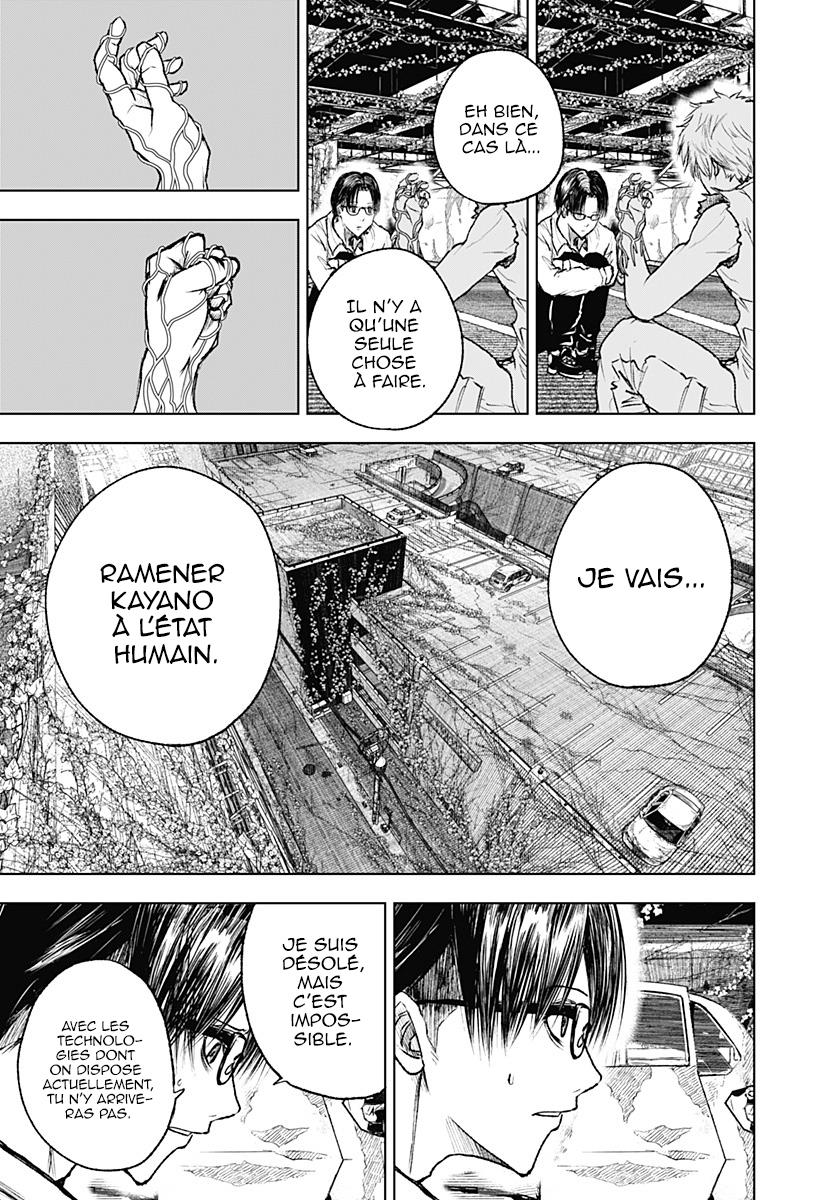 EH BIEN,
DANS CE
CAS LÀ...
IL N'Y A
QU'UNE
SEULE
CHOSE
À FAIRE.
JE VAIS...
RAMENER
KAYANO
À L'ÉTAT
HUMAIN.
JE SUIS
DÉSOLÉ,
MAIS
C'EST
IMPOS-
SIBLE.
AVEC LES
TECHNOLO-
GIES DONT
ON DISPOSE
ACTUELLEMENT,
TU N'Y ARRIVE-
RAS PAS.